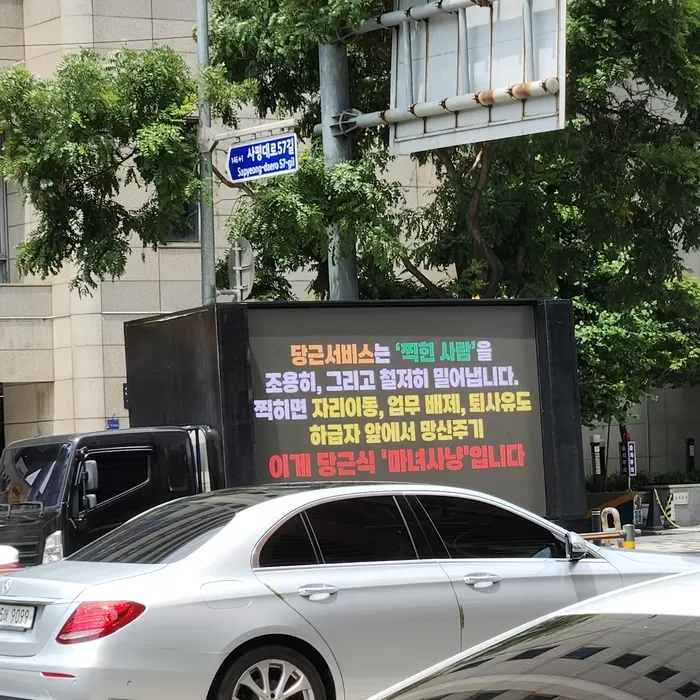 146+1 사평대로57길
Sapyeong-daero 57-gil
당근서비스는 '찍힌 사람'을
조용히, 그리고 철저히 밀어냅니다.
찍히면 자리이동, 업무 배제, 퇴사유도
하급자 앞에서 망신주기
이게 당근식 '마녀사냥'입니다
9099